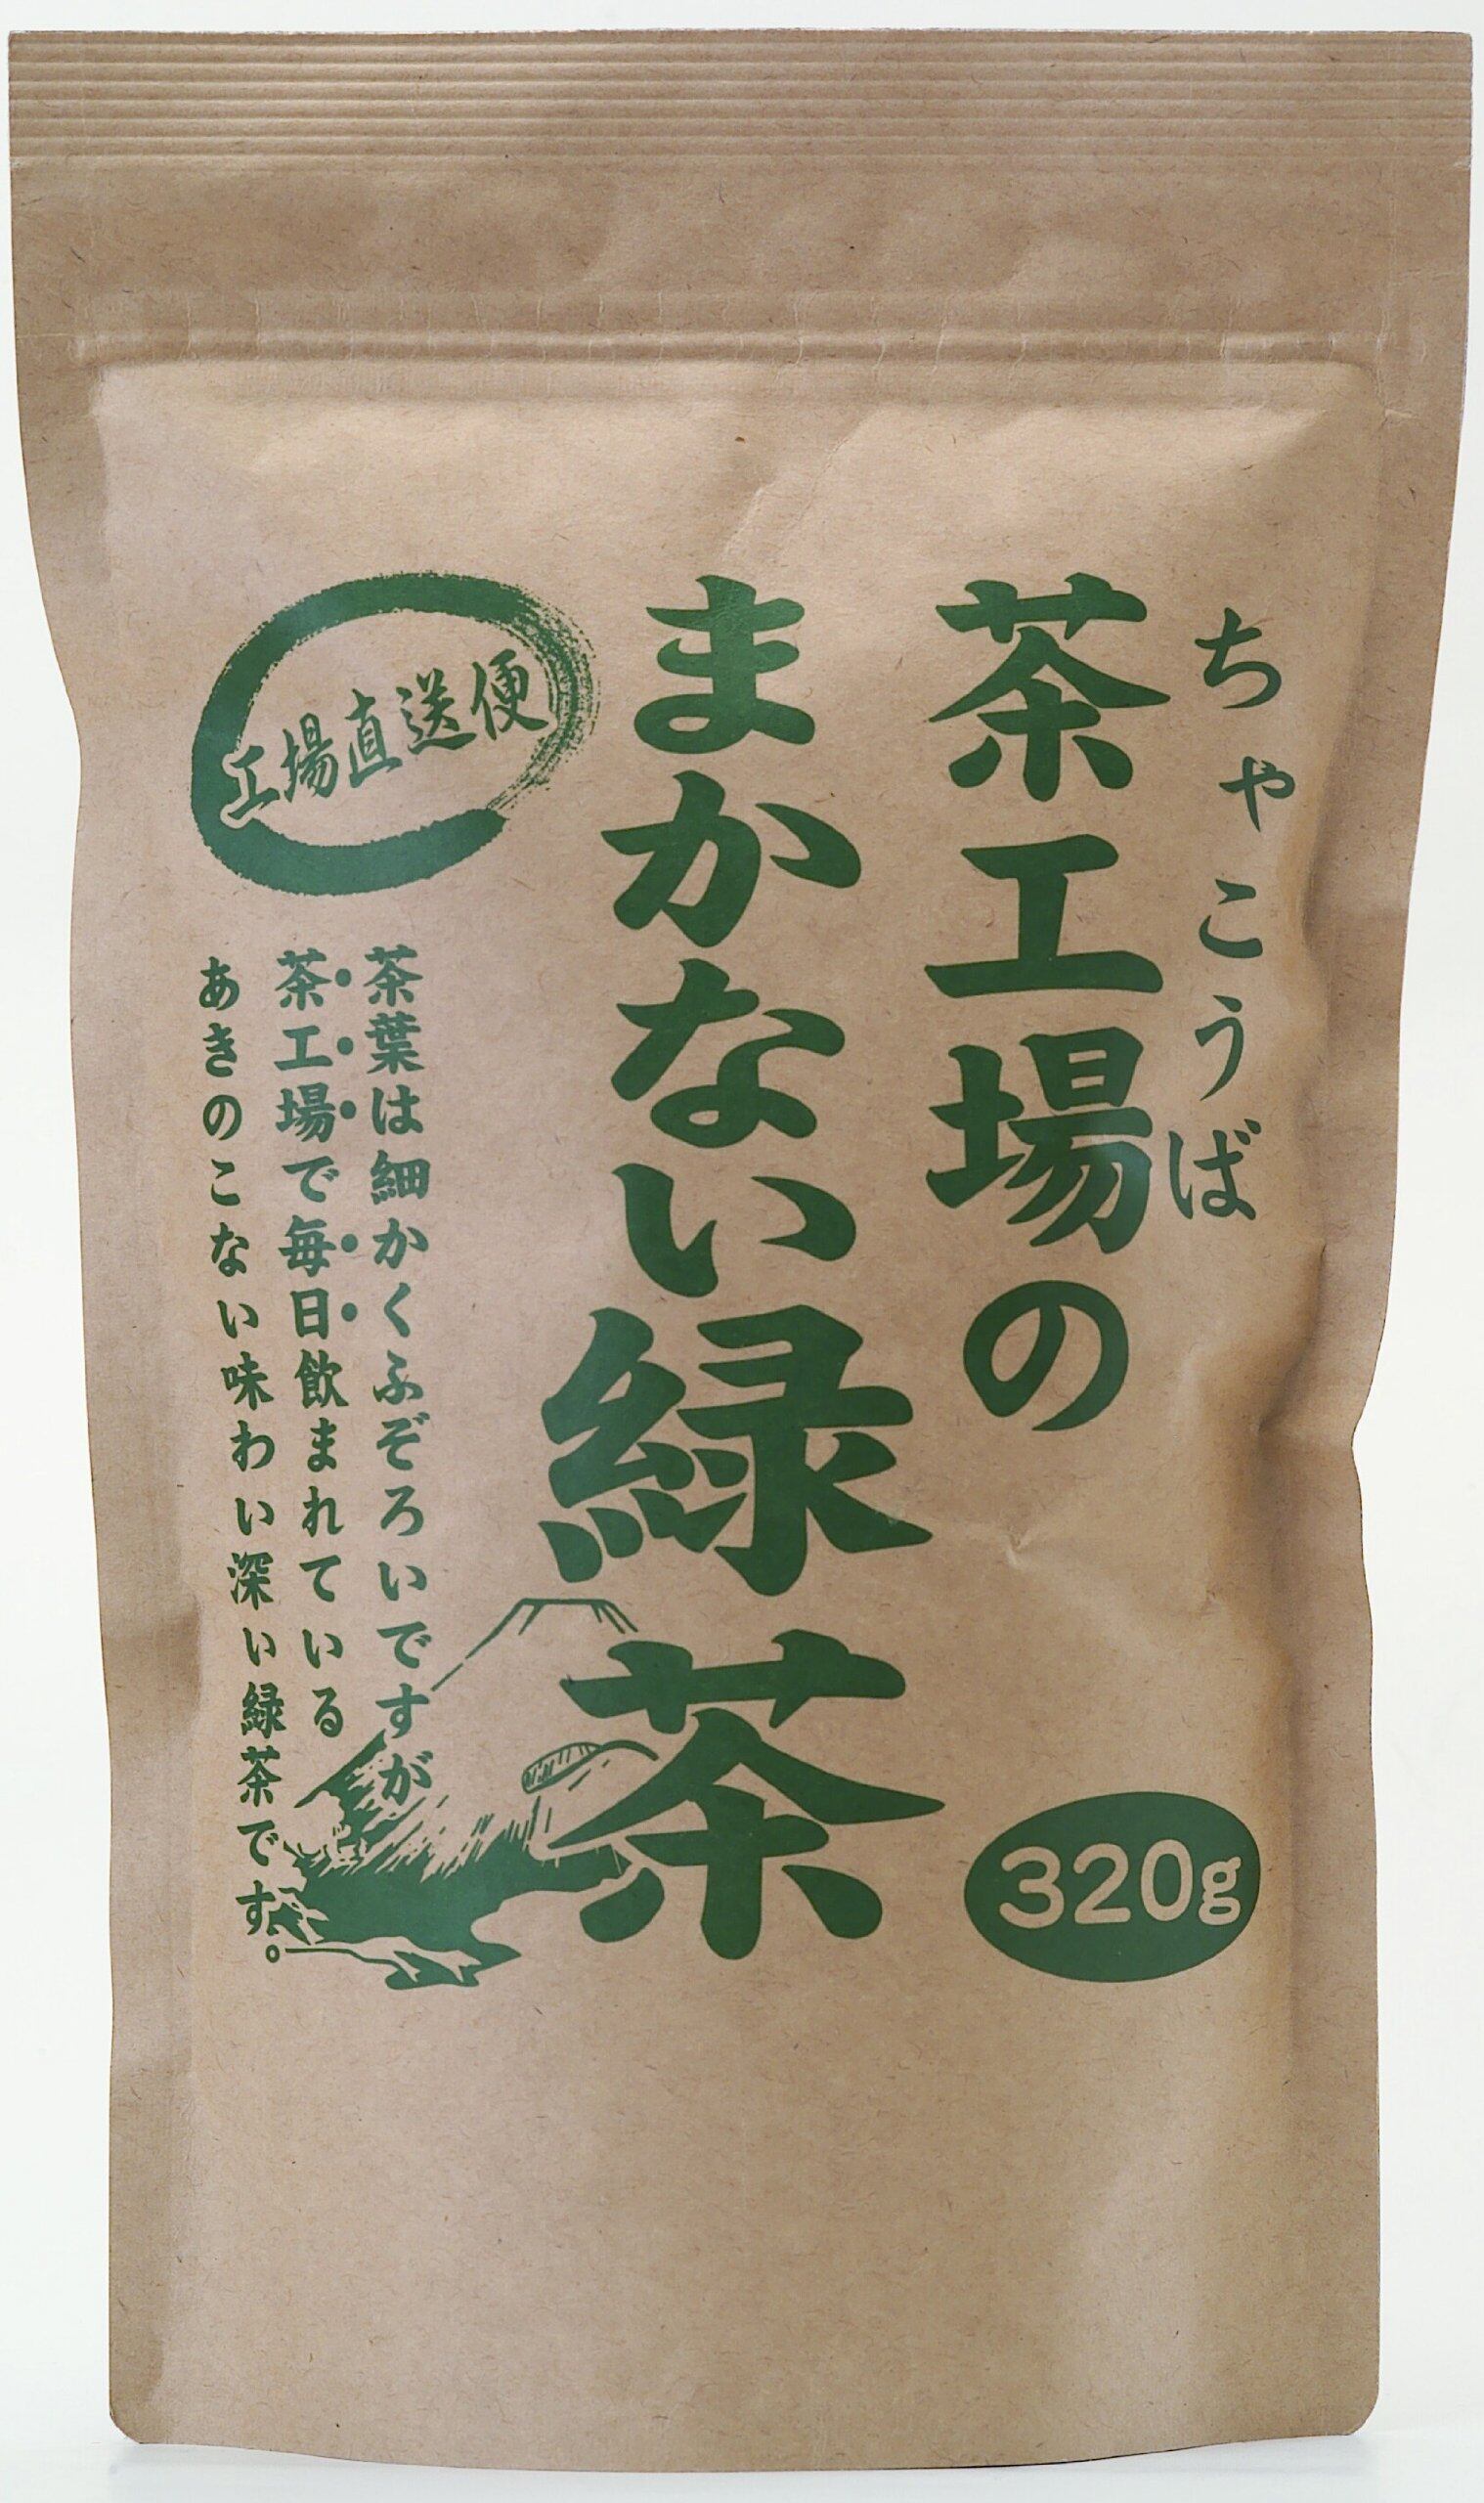 ちゃこうば
茶工場の
まかない緑茶
320g
工場直送便
茶葉は細かくふぞろいですが
茶工場で毎日飲まれている
あきのこない味わい深い緑茶です。